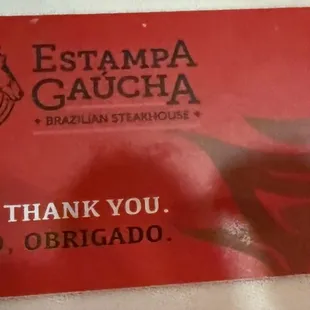 ESTAMPA
GAÚCHA
BRAZILIAN STEAKHOUSE
THANK YOU.
OBRIGADO.